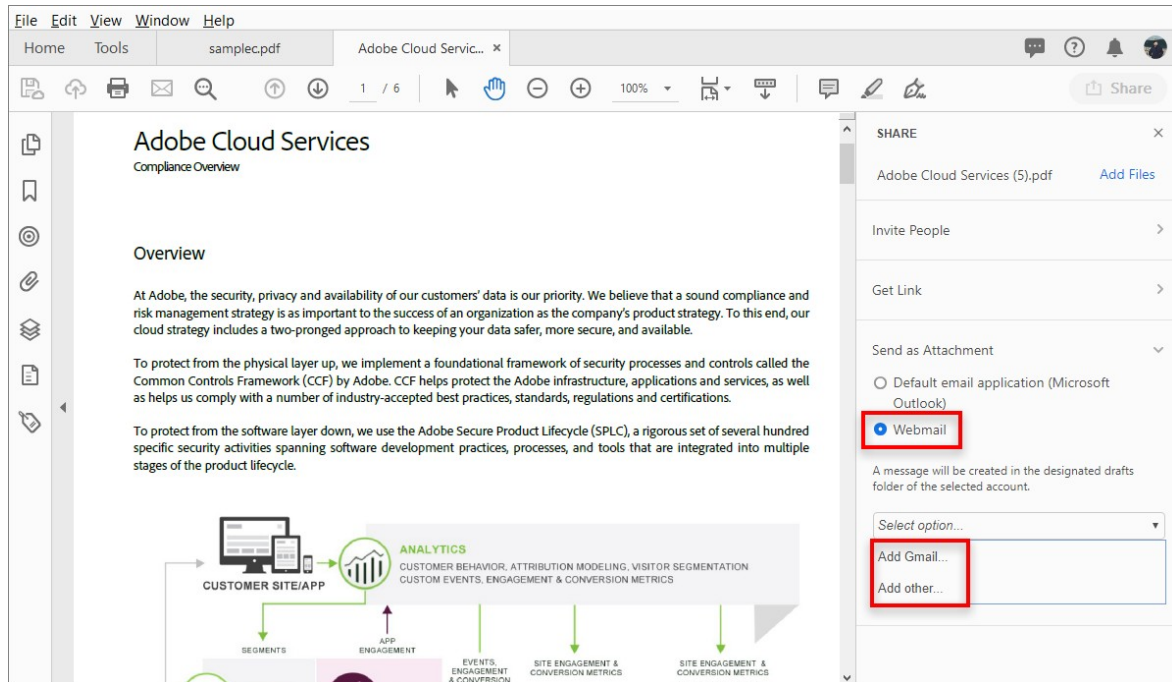 File Edit View Window Help
Home Tools samplec.pdf Adobe Cloud Servic... ×
1 / 6 100% Share
Adobe Cloud Services
Compliance Overview
Overview
At Adobe, the security, privacy and availability of our customers' data is our priority. We believe that a sound compliance and
risk management strategy is as important to the success of an organization as the company's product strategy. To this end, our
cloud strategy includes a two-pronged approach to keeping your data safer, more secure, and available.
To protect from the physical layer up, we implement a foundational framework of security processes and controls called the
Common Controls Framework (CCF) by Adobe. CCF helps protect the Adobe infrastructure, applications and services, as well
as helps us comply with a number of industry-accepted best practices, standards, regulations and certifications.
To protect from the software layer down, we use the Adobe Secure Product Lifecycle (SPLC), a rigorous set of several hundred
specific security activities spanning software development practices, processes, and tools that are integrated into multiple
stages of the product lifecycle.
CUSTOMER SITE/APP
ANALYTICS
CUSTOMER BEHAVIOR, ATTRIBUTION MODELING, VISITOR SEGMENTATION
CUSTOM EVENTS, ENGAGEMENT & CONVERSION METRICS
SEGMENTS
APP
ENGAGEMENT
EVENTS,
ENGAGEMENT
& CONVERSION
SITE ENGAGEMENT &
CONVERSION METRICS
SITE ENGAGEMENT &
CONVERSION METRICS
SHARE
Adobe Cloud Services (5).pdf Add Files
Invite People
Get Link
Send as Attachment
Default email application (Microsoft
Outlook)
Webmail
A message will be created in the designated drafts
folder of the selected account.
Select option...
Add Gmail...
Add other...